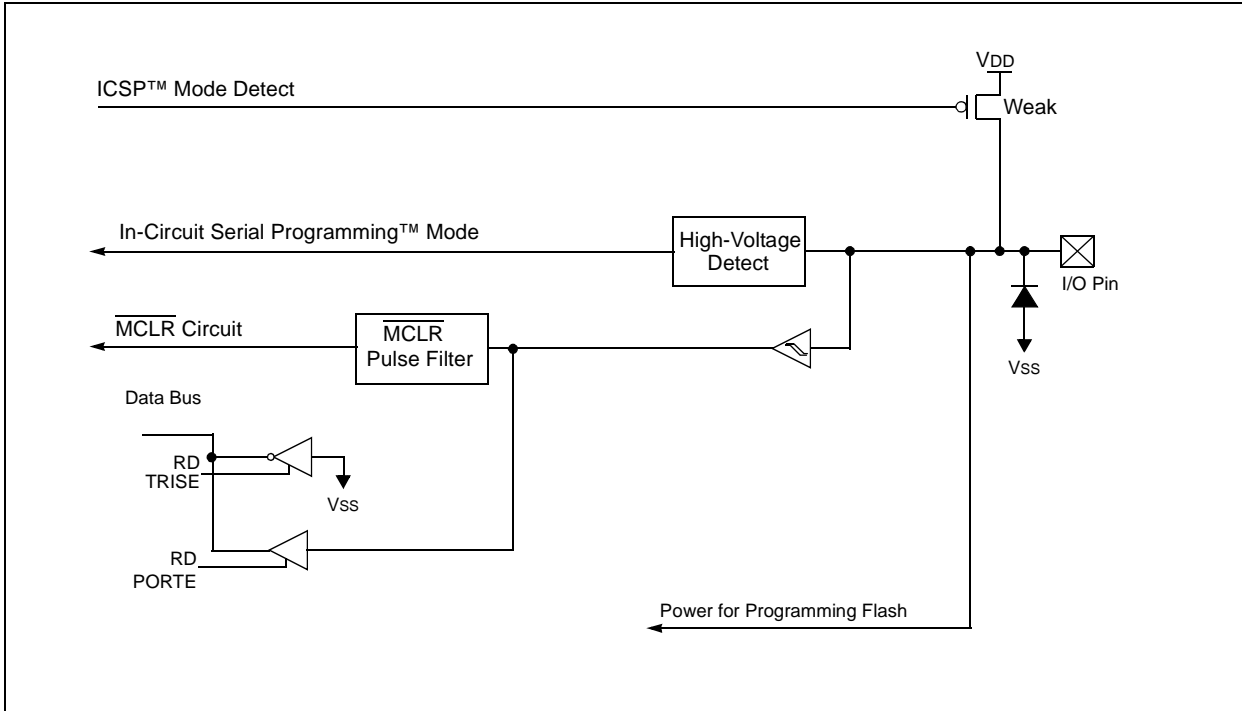 VDD
ICSP™ Mode Detect
Weak
In-Circuit Serial Programming™ Mode
High-Voltage
Detect
I/O Pin
MCLR Circuit
MCLR
Pulse Filter
VSS
Data Bus
RD
TRISE
VSS
RD
PORTE
Power for Programming Flash